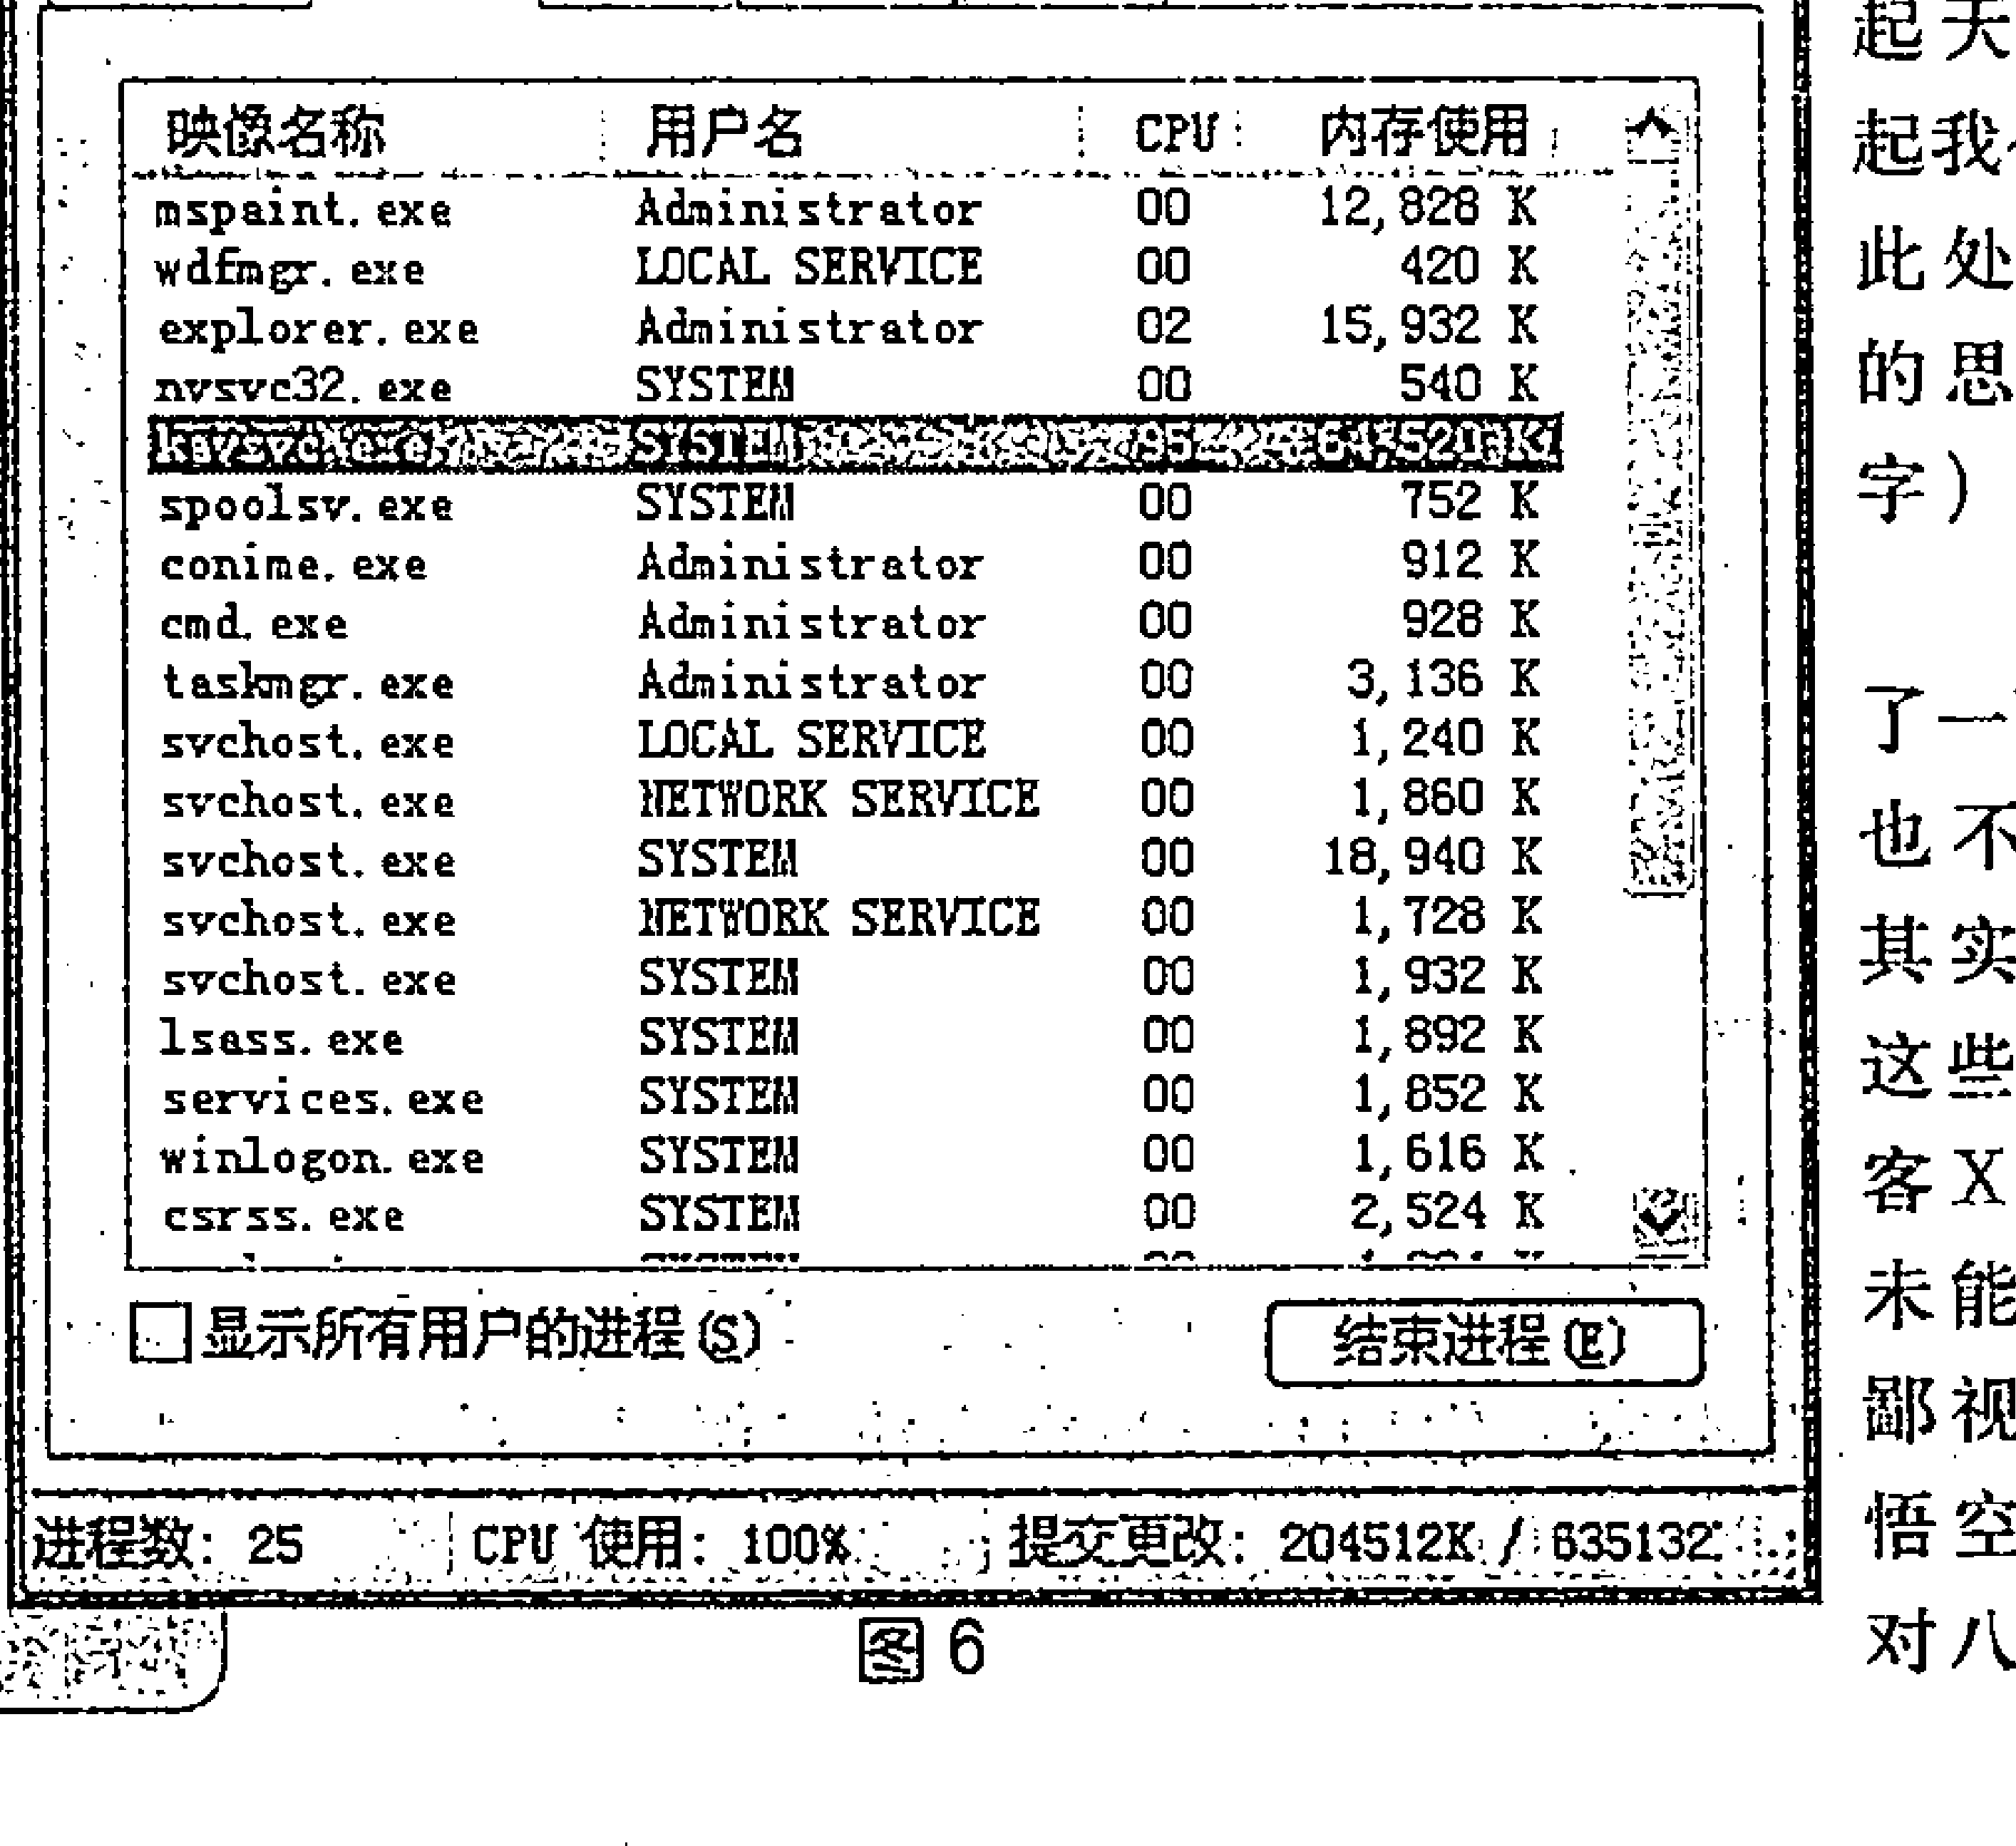 映像名称 用户名 CPU 内存使用
mspaint.exe Administrator 00 12,828 K
wdfmgr.exe LOCAL SERVICE 00 420 K
explorer.exe Administrator 02 15,932 K
nvsvc32.exe SYSTEM 00 540 K
kavsvc.exe SYSTEM 95 64,520 K
spoolsv.exe SYSTEM 00 752 K
conime.exe Administrator 00 912 K
cmd.exe Administrator 00 928 K
taskmgr.exe Administrator 00 3,136 K
svchost.exe LOCAL SERVICE 00 1,240 K
svchost.exe NETWORK SERVICE 00 1,860 K
svchost.exe SYSTEM 00 18,940 K
svchost.exe NETWORK SERVICE 00 1,728 K
svchost.exe SYSTEM 00 1,932 K
lsass.exe SYSTEM 00 1,892 K
services.exe SYSTEM 00 1,852 K
winlogon.exe SYSTEM 00 1,616 K
csrss.exe SYSTEM 00 2,524 K
显示所有用户的进程(S) 结束进程(E)
进程数: 25 CPU 使用: 100% 提交更改: 204512K / 635132
图 6
起天
起我
此处
的思
字)
了一
也不
其实
这些
客 X
未能
鄙视
悟空
对八